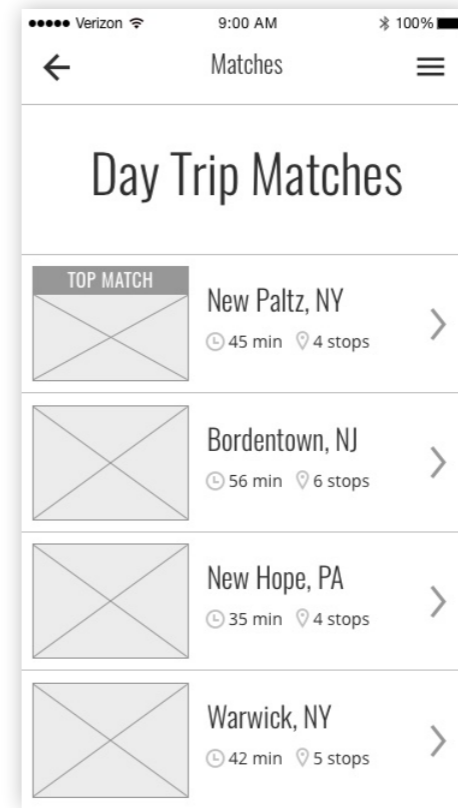 Verizon 9:00 AM 100%
Matches
Day Trip Matches
TOP MATCH
New Paltz, NY
45 min 4 stops
Bordentown, NJ
56 min 6 stops
New Hope, PA
35 min 4 stops
Warwick, NY
42 min 5 stops